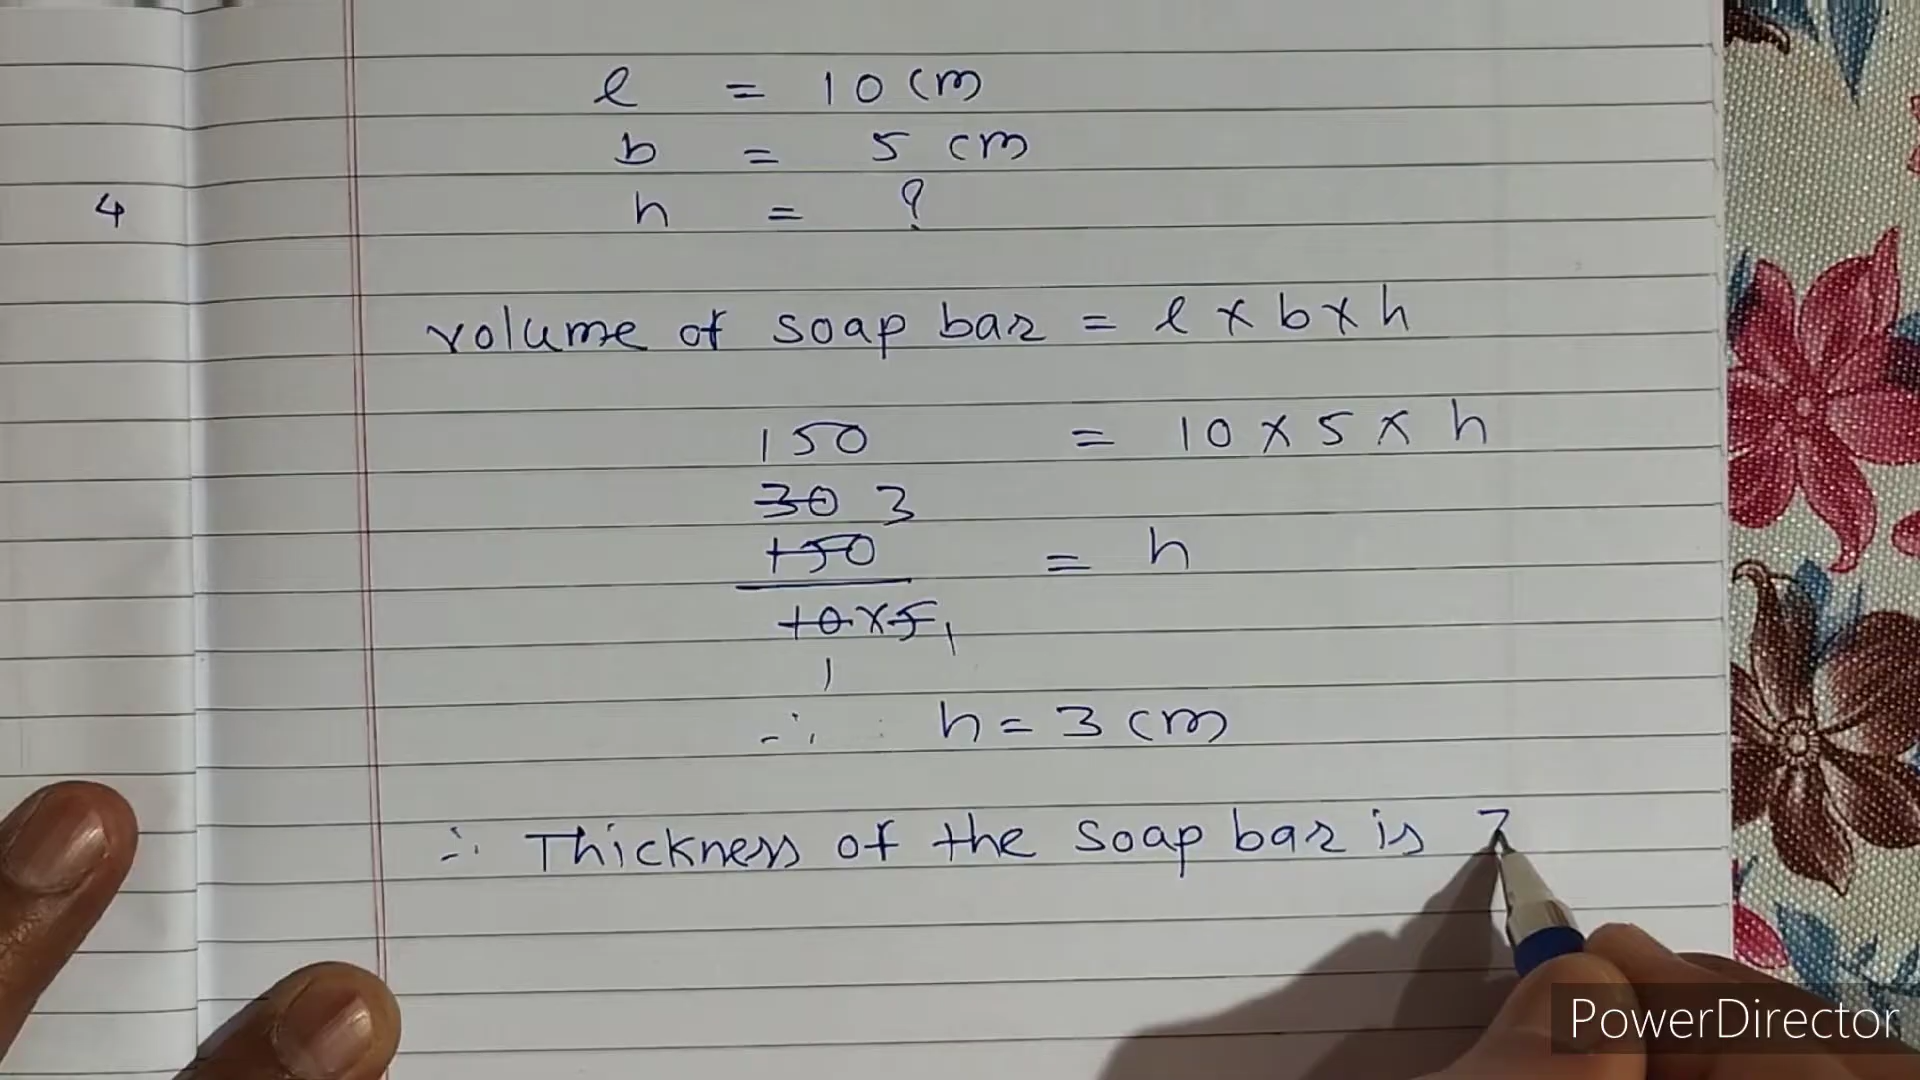 l = 10 cm
b = 5 cm
4 h = ?
volume of soap bar = l x b x h
150 = 10 x 5 x h
30 3
150 = h
10 x 5 1
1
∴ h = 3 cm
∴ Thickness of the soap bar is
PowerDirector